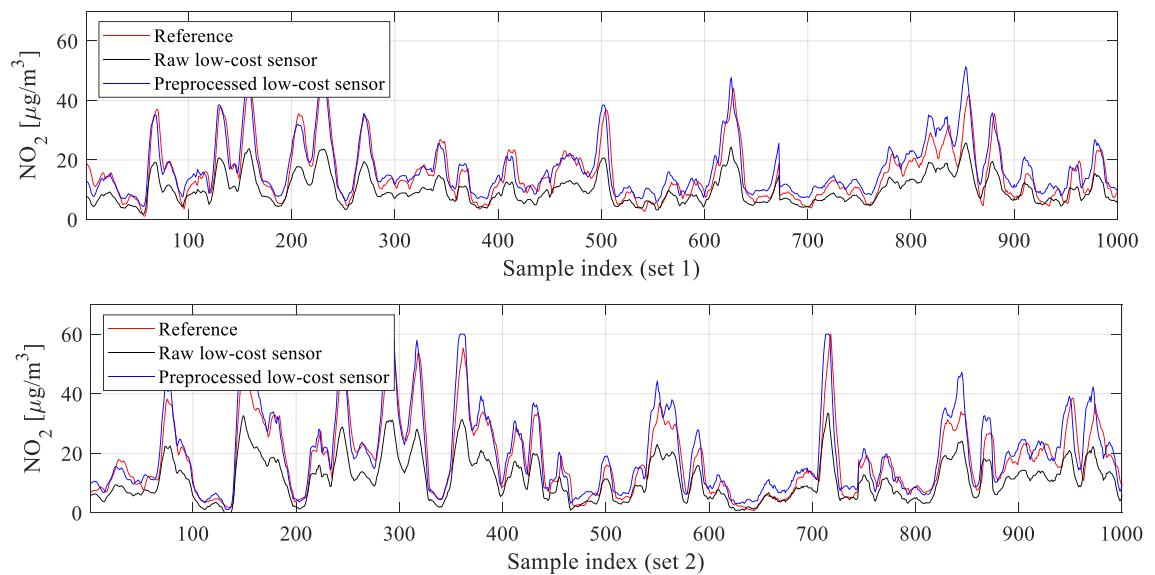 60
40
20
0
NO2 [μg/m3]
Reference
Raw low-cost sensor
Preprocessed low-cost sensor
100 200 300 400 500 600 700 800 900 1000
Sample index (set 1)
60
40
20
0
NO2 [μg/m3]
Reference
Raw low-cost sensor
Preprocessed low-cost sensor
100 200 300 400 500 600 700 800 900 1000
Sample index (set 2)